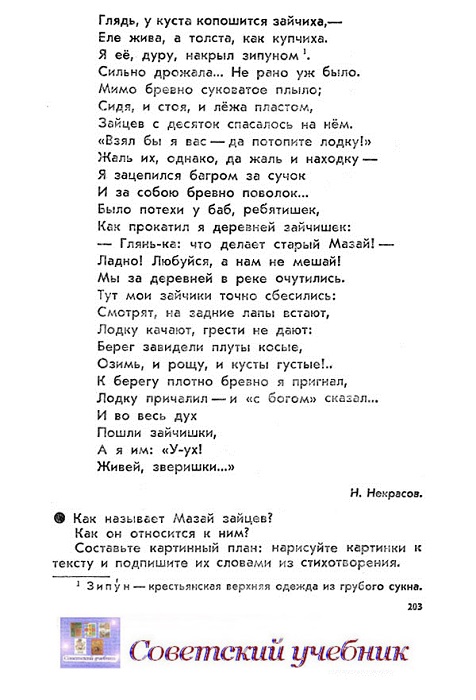 Глядь, у куста копошится зайчиха,—
Еле жива, а толста, как купчиха.
Я её, дуру, накрыл зипуном ¹.
Сильно дрожала... Не рано уж было.
Мимо бревно суковатое плыло;
Сидя, и стоя, и лёжа пластом,
Зайцев с десяток спасалось на нём.
«Взял бы я вас — да потопите лодку!»
Жаль их, однако, да жаль и находку —
Я зацепился багром за сучок
И за собою бревно поволок...
Было потехи у баб, ребятишек,
Как прокатил я деревней зайчишек:
— Глянь-ка: что делает старый Мазай! —
Ладно! Любуйся, а нам не мешай!
Мы за деревней в реке очутились.
Тут мои зайчики точно сбесились:
Смотрят, на задние лапы встают,
Лодку качают, грести не дают:
Берег завидели плуты косые,
Озимь, и рощу, и кусты густые!..
К берегу плотно бревно я пригнал,
Лодку причалил — и «с богом» сказал...
И во весь дух
Пошли зайчишки,
А я им: «У-ух!
Живей, зверишки...»
Н. Некрасов.
Как называет Мазай зайцев?
Как он относится к ним?
Составьте картинный план: нарисуйте картинки к
тексту и подпишите их словами из стихотворения.
¹ Зипу́н — крестьянская верхняя одежда из грубого сукна.
203
Советский учебник
Советский учебник